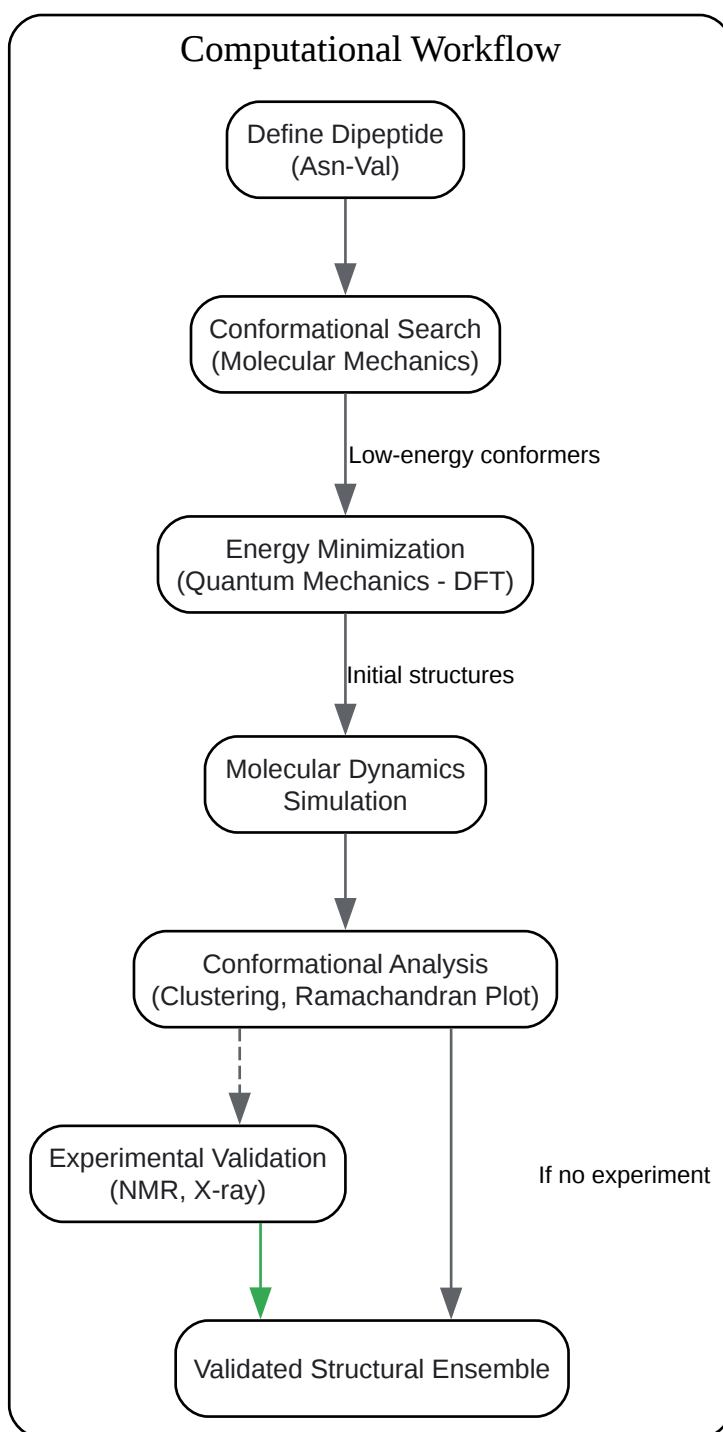 Computational Workflow
Define Dipeptide
(Asn-Val)
Conformational Search
(Molecular Mechanics)
Low-energy conformers
Energy Minimization
(Quantum Mechanics - DFT)
Initial structures
Molecular Dynamics
Simulation
Conformational Analysis
(Clustering, Ramachandran Plot)
Experimental Validation
(NMR, X-ray)
If no experiment
Validated Structural Ensemble